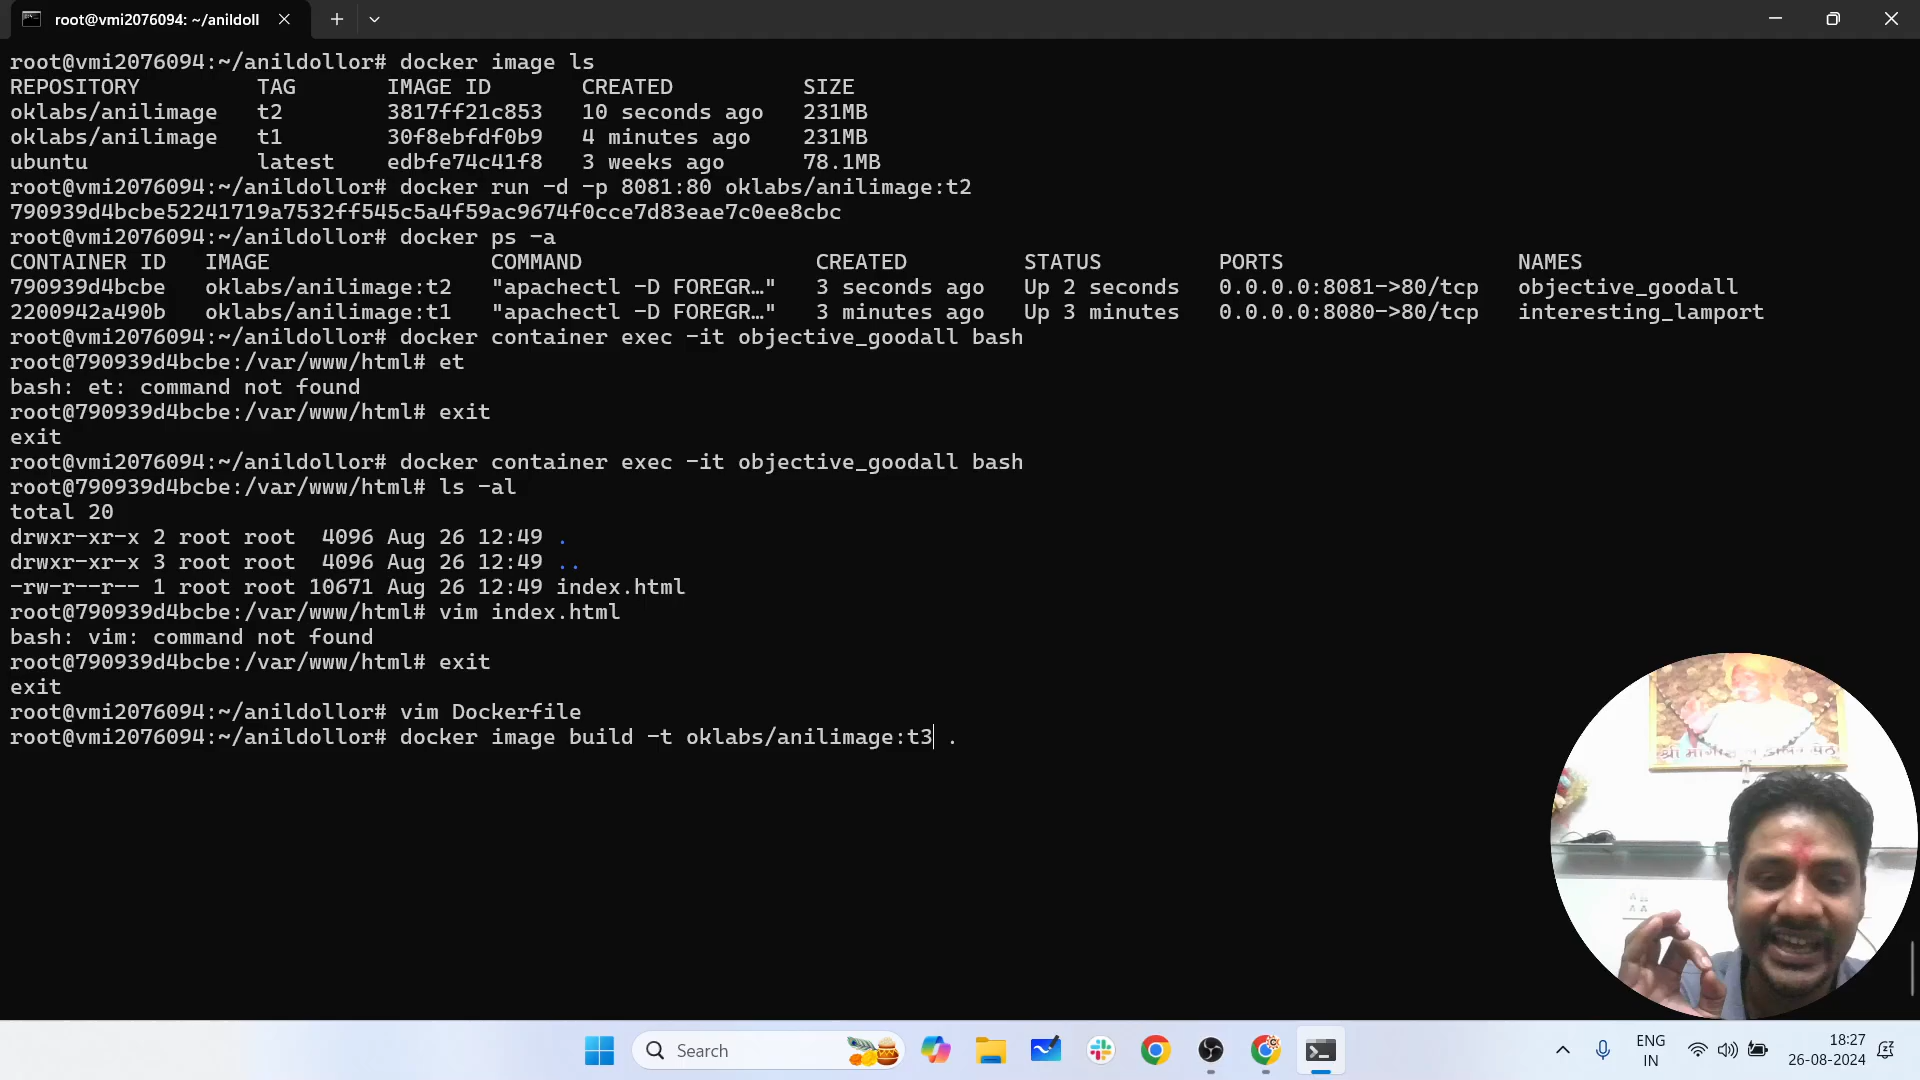 root@vmi2076094: ~/anildoll
root@vmi2076094:~/anildollor# docker image ls
REPOSITORY TAG IMAGE ID CREATED SIZE
oklabs/anilimage t2 3817ff21c853 10 seconds ago 231MB
oklabs/anilimage t1 30f8ebfdf0b9 4 minutes ago 231MB
ubuntu latest edbfe74c41f8 3 weeks ago 78.1MB
root@vmi2076094:~/anildollor# docker run -d -p 8081:80 oklabs/anilimage:t2
790939d4bcbe52241719a7532ff545c5a4f59ac9674f0cce7d83eae7c0ee8cbc
root@vmi2076094:~/anildollor# docker ps -a
CONTAINER ID IMAGE COMMAND CREATED STATUS PORTS NAMES
790939d4bcbe oklabs/anilimage:t2 "apachectl -D FOREGR…" 3 seconds ago Up 2 seconds 0.0.0.0:8081->80/tcp objective_goodall
2200942a490b oklabs/anilimage:t1 "apachectl -D FOREGR…" 3 minutes ago Up 3 minutes 0.0.0.0:8080->80/tcp interesting_lamport
root@vmi2076094:~/anildollor# docker container exec -it objective_goodall bash
root@790939d4bcbe:/var/www/html# et
bash: et: command not found
root@790939d4bcbe:/var/www/html# exit
exit
root@vmi2076094:~/anildollor# docker container exec -it objective_goodall bash
root@790939d4bcbe:/var/www/html# ls -al
total 20
drwxr-xr-x 2 root root 4096 Aug 26 12:49 .
drwxr-xr-x 3 root root 4096 Aug 26 12:49 ..
-rw-r--r-- 1 root root 10671 Aug 26 12:49 index.html
root@790939d4bcbe:/var/www/html# vim index.html
bash: vim: command not found
root@790939d4bcbe:/var/www/html# exit
exit
root@vmi2076094:~/anildollor# vim Dockerfile
root@vmi2076094:~/anildollor# docker image build -t oklabs/anilimage:t3 .
Search
ENG
IN
18:27
26-08-2024